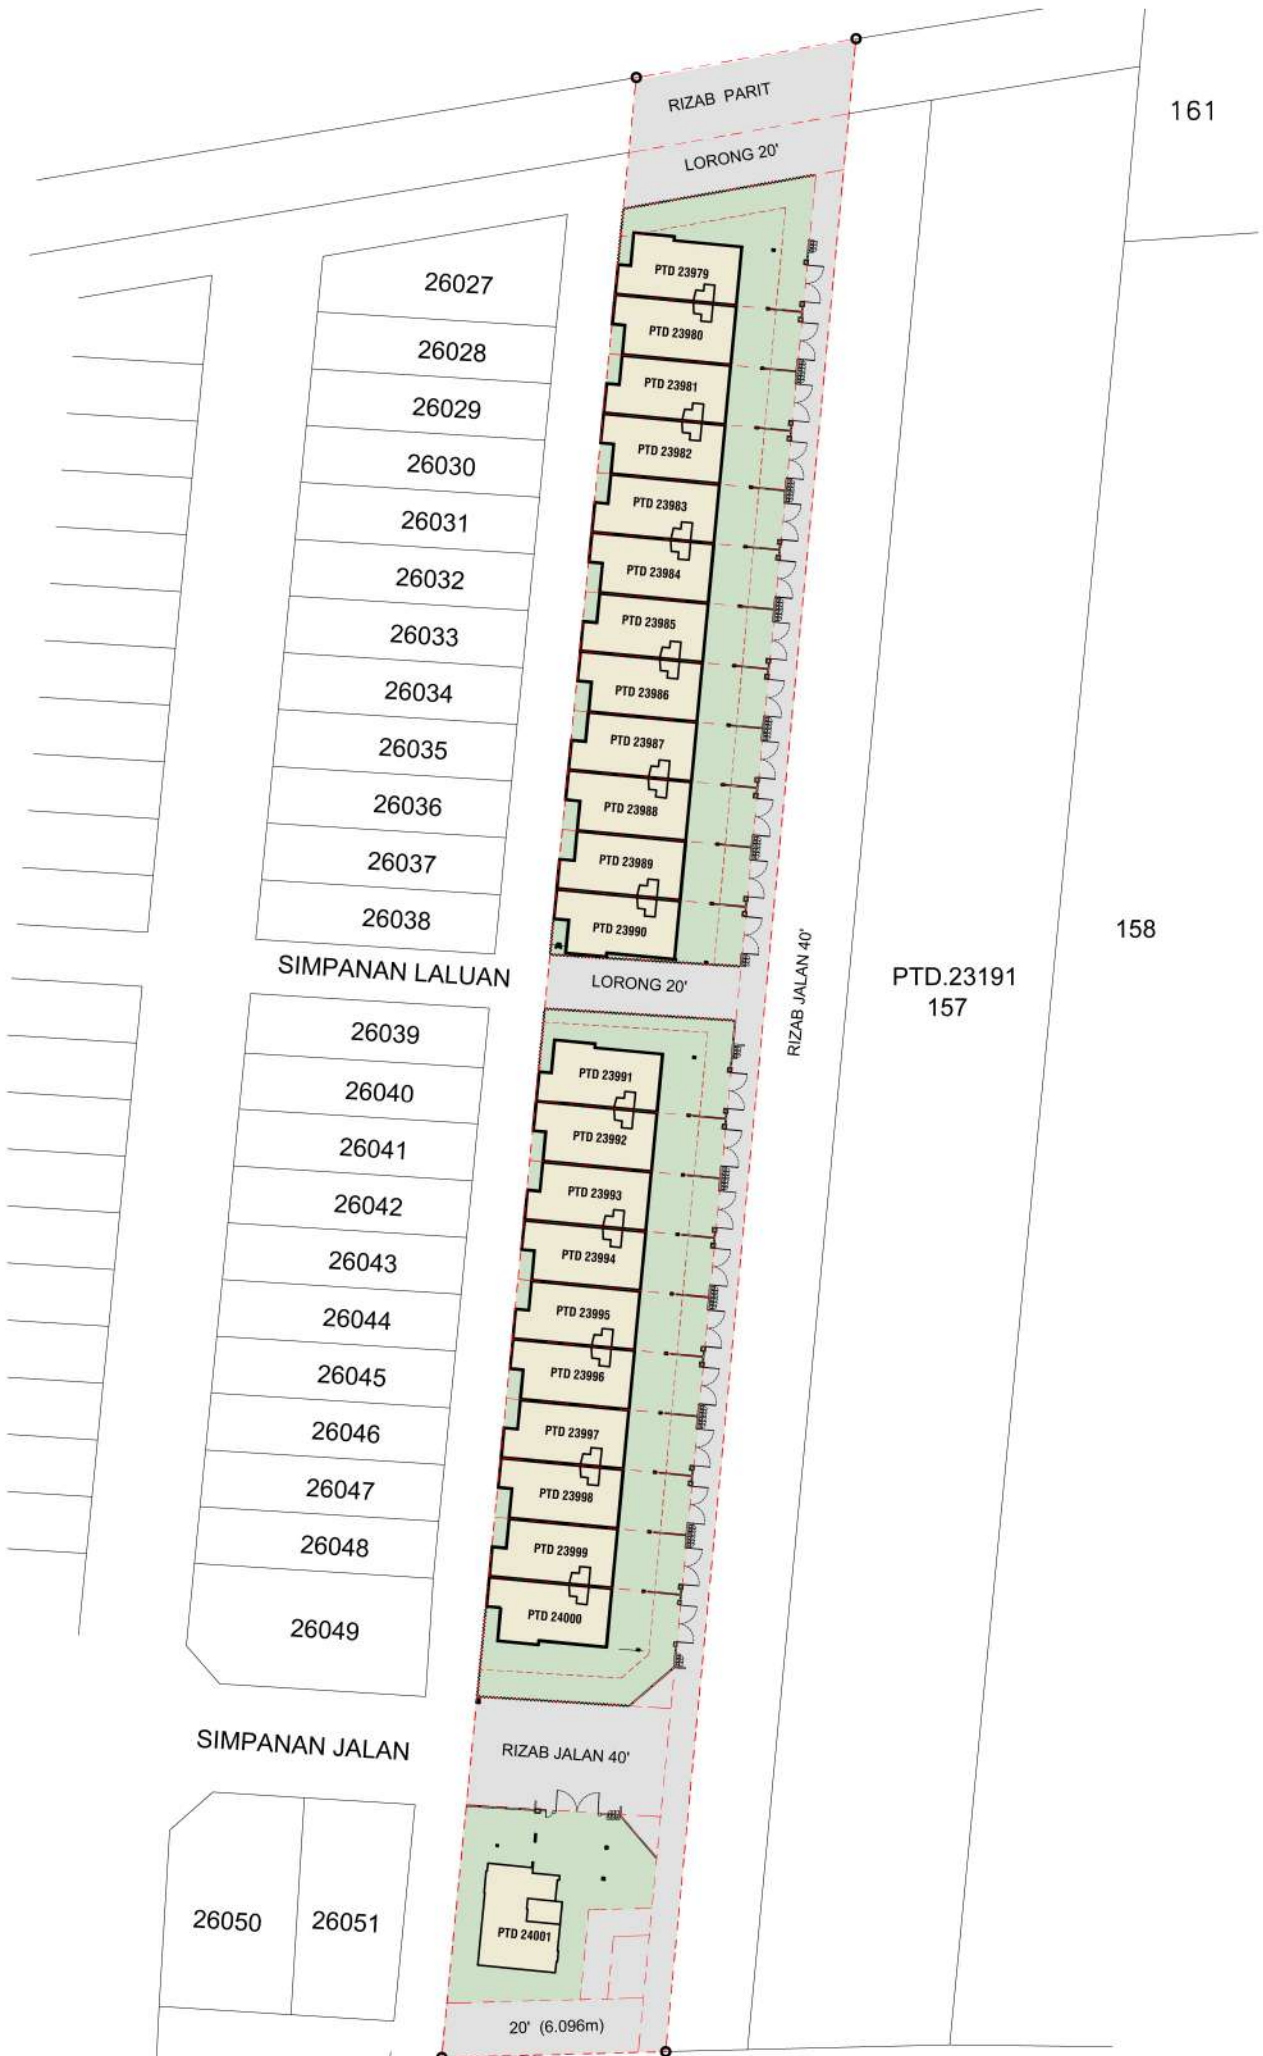 RIZAB PARIT
161
LORONG 20'
PTD 23979
26027
PTD 23980
26028
PTD 23981
26029
PTD 23982
26030
PTD 23983
26031
PTD 23984
26032
PTD 23985
26033
PTD 23986
26034
PTD 23987
26035
PTD 23988
26036
PTD 23989
26037
PTD 23990
26038
158
SIMPANAN LALUAN
LORONG 20'
RIZAB JALAN 40'
PTD.23191
157
26039
PTD 23991
26040
PTD 23992
26041
PTD 23993
26042
PTD 23994
26043
PTD 23995
26044
PTD 23996
26045
PTD 23997
26046
PTD 23998
26047
PTD 23999
26048
PTD 24000
26049
SIMPANAN JALAN
RIZAB JALAN 40'
26050
26051
PTD 24001
20' (6.096m)